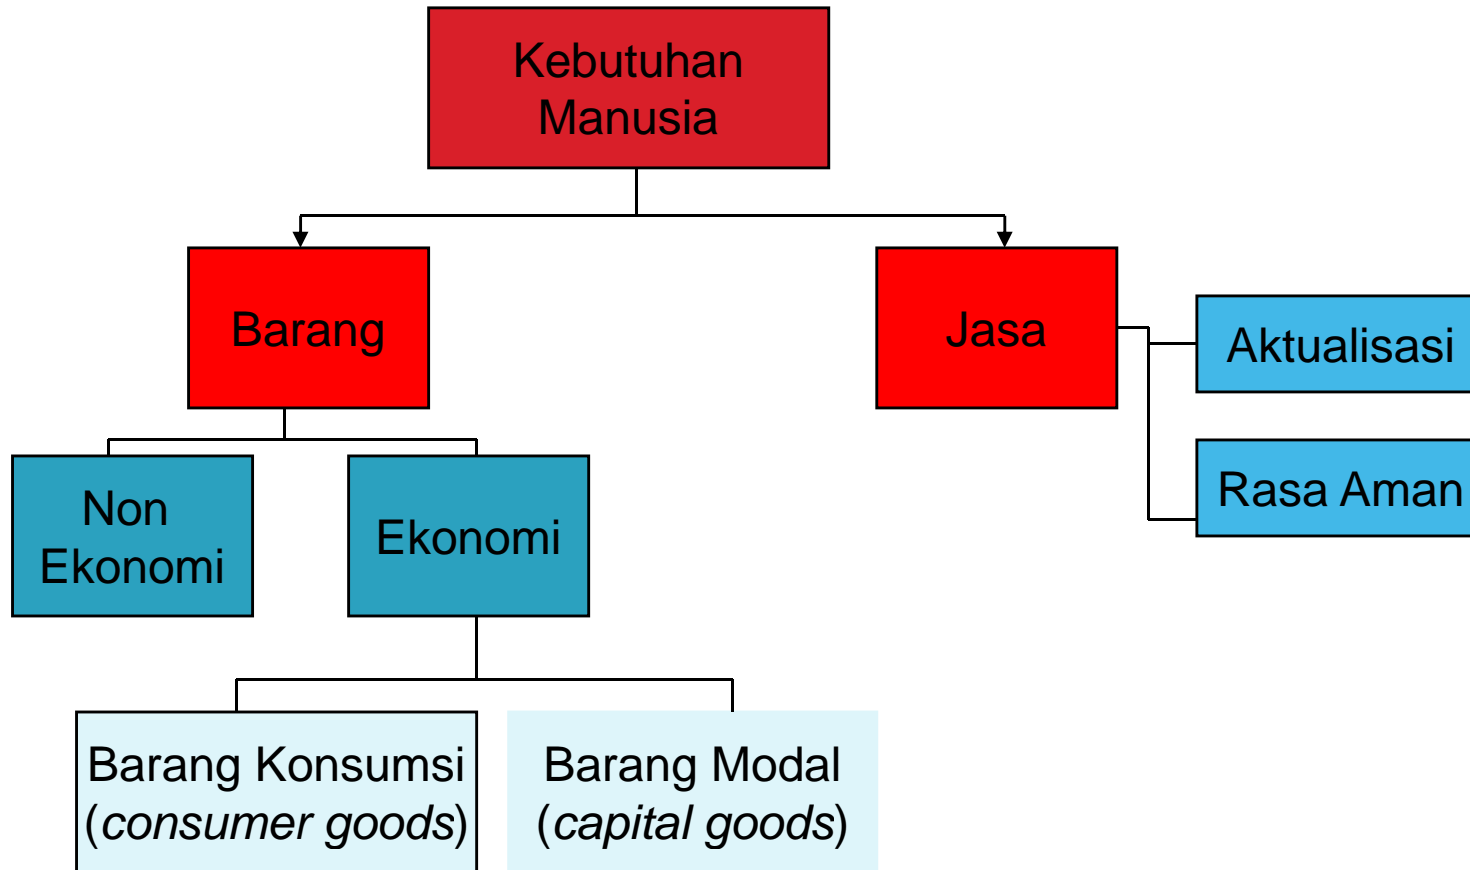 Kebutuhan
Manusia
Barang
Jasa
Aktualisasi
Rasa Aman
Non
Ekonomi
Ekonomi
Barang Konsumsi
(consumer goods)
Barang Modal
(capital goods)